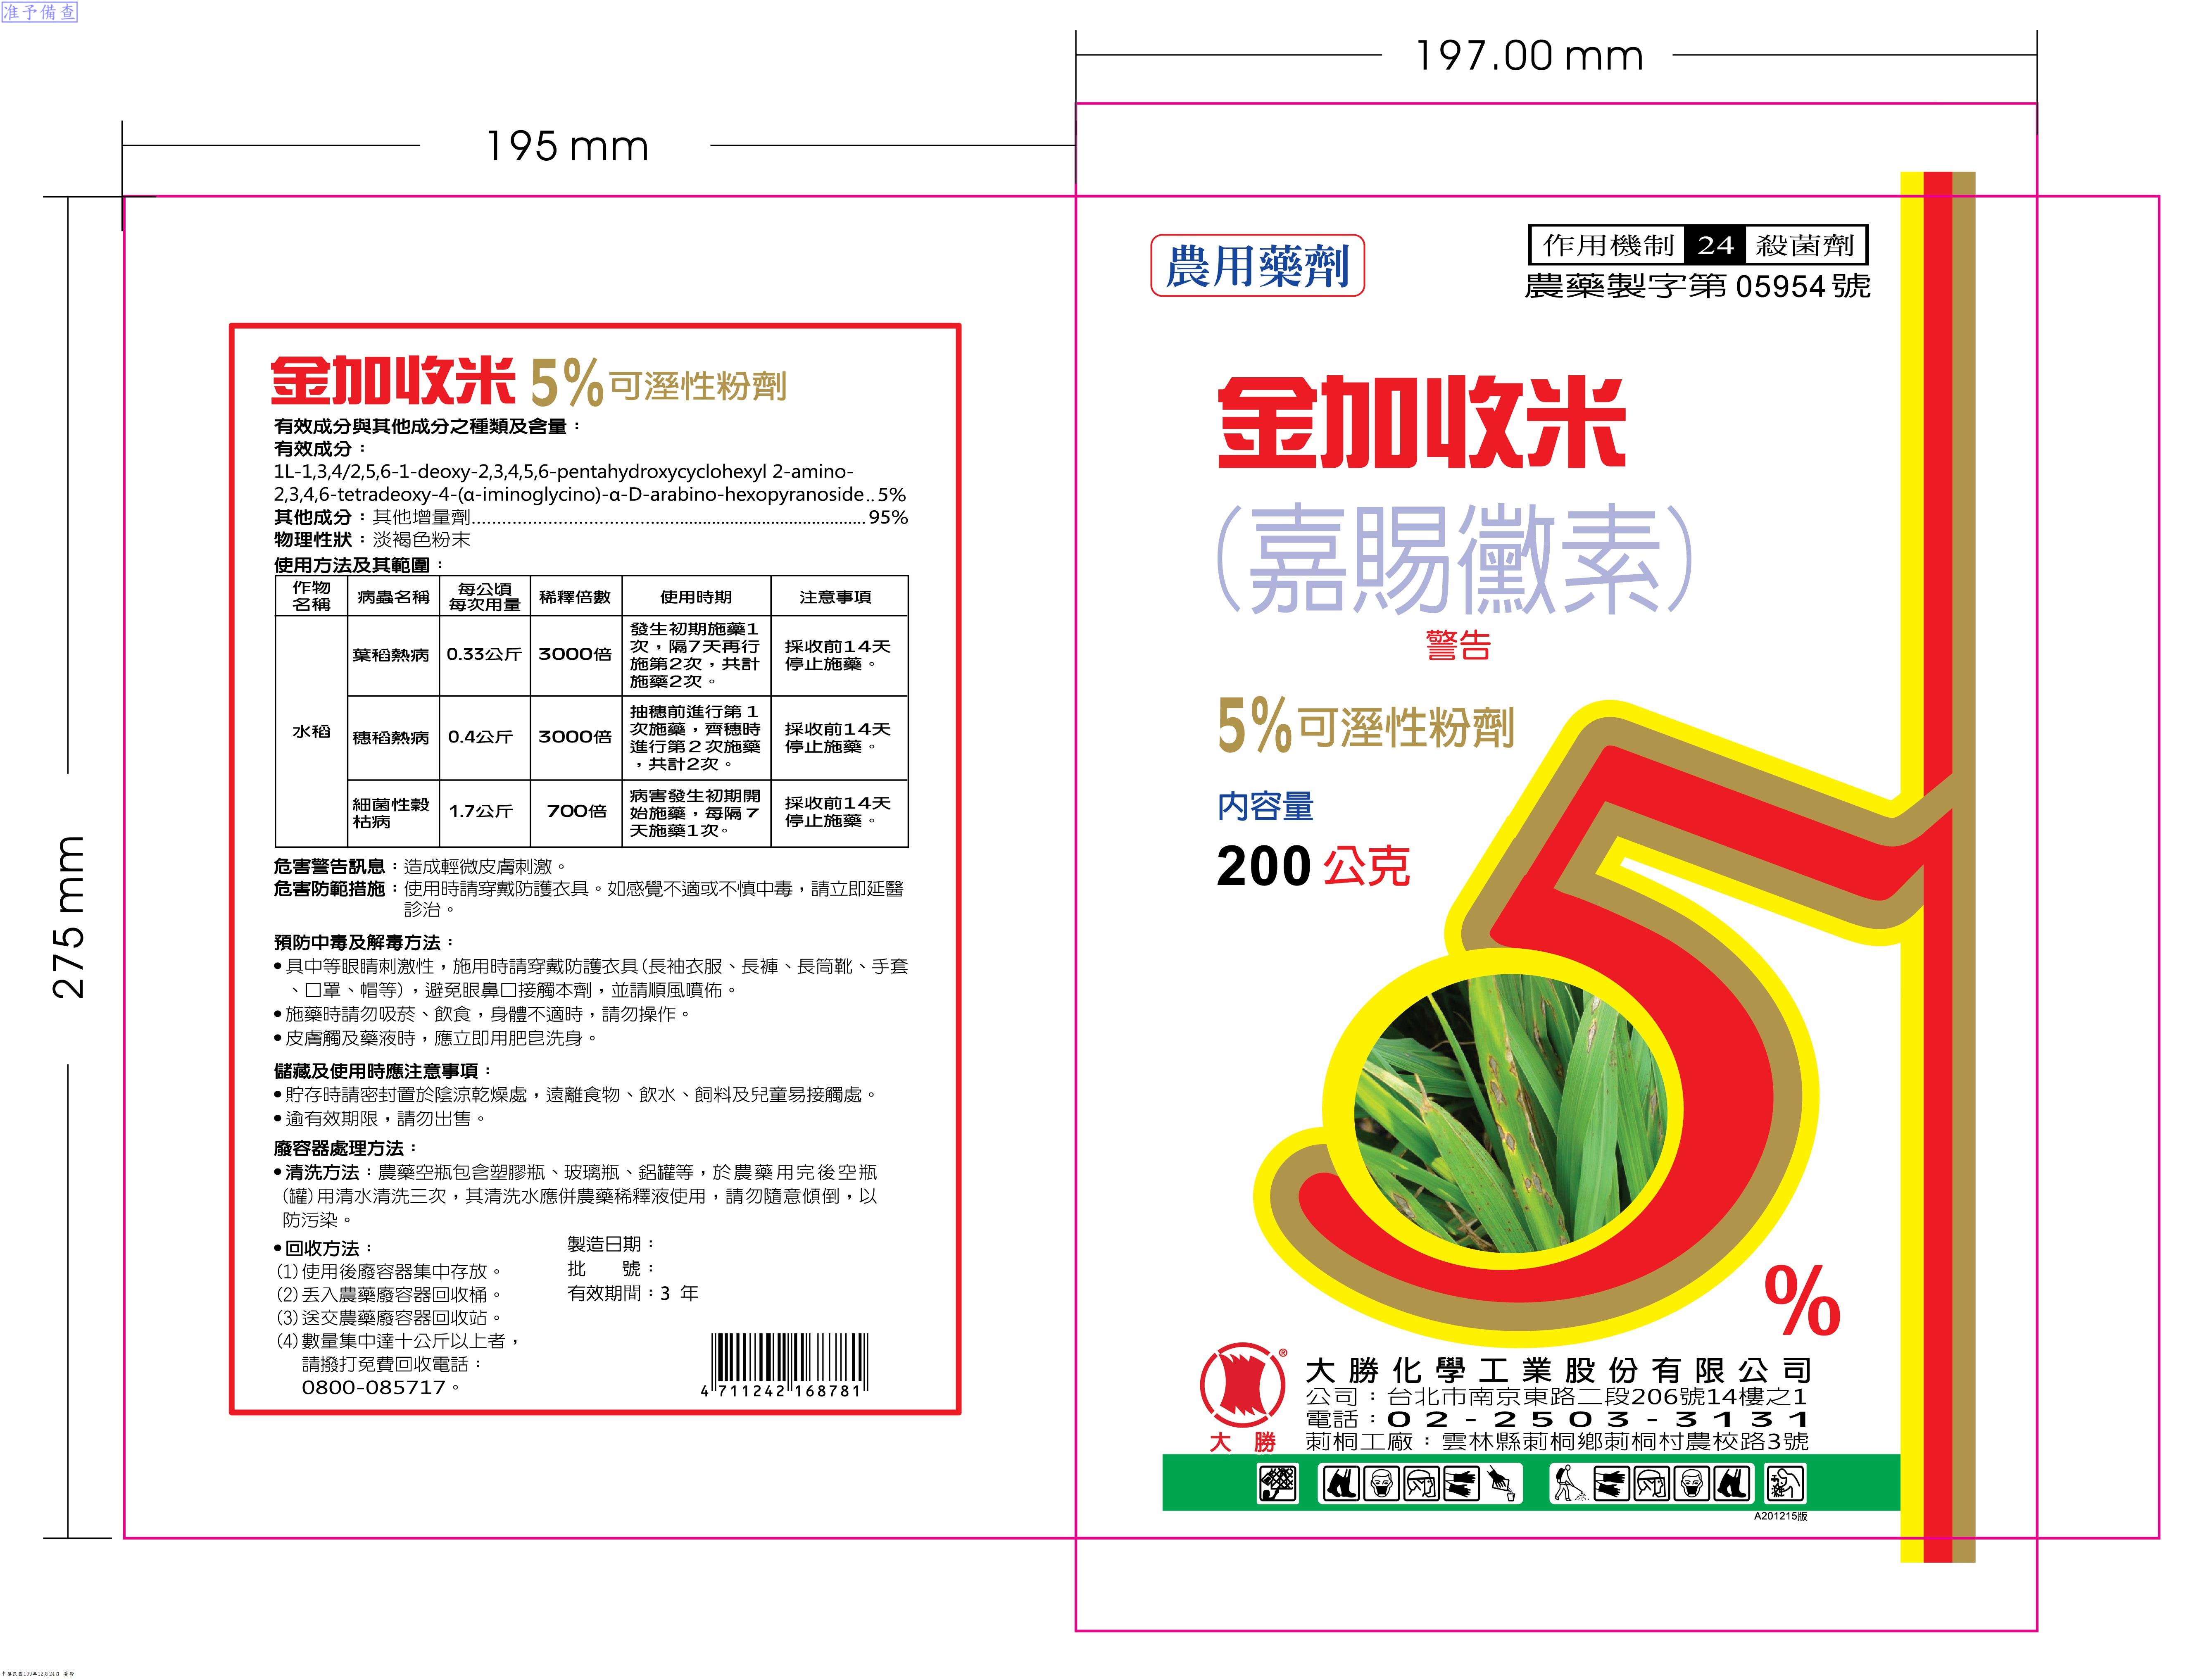 准予備查
197.00 mm
195 mm
275 mm
金加收米 5%可溼性粉劑
有效成分與其他成分之種類及含量：
有效成分：
1L-1,3,4/2,5,6-1-deoxy-2,3,4,5,6-pentahydroxycyclohexyl 2-amino-
2,3,4,6-tetradeoxy-4-(α-iminoglycino)-α-D-arabino-hexopyranoside..5%
其他成分：其他增量劑........................................................................95%
物理性狀：淡褐色粉末
使用方法及其範圍：
作物
名稱
病蟲名稱
每公頃
每次用量
稀釋倍數
使用時期
注意事項
水稻
葉稻熱病
0.33公斤
3000倍
發生初期施藥1
次，隔7天再行
施第2次，共計
施藥2次。
採收前14天
停止施藥。
穗稻熱病
0.4公斤
3000倍
抽穗前進行第1
次施藥，齊穗時
進行第2次施藥
，共計2次。
採收前14天
停止施藥。
細菌性穀
枯病
1.7公斤
700倍
病害發生初期開
始施藥，每隔7
天施藥1次。
採收前14天
停止施藥。
危害警告訊息：造成輕微皮膚刺激。
危害防範措施：使用時請穿戴防護衣具。如感覺不適或不慎中毒，請立即延醫
診治。
預防中毒及解毒方法：
•具中等眼睛刺激性，施用時請穿戴防護衣具(長袖衣服、長褲、長筒靴、手套
、口罩、帽等)，避免眼鼻口接觸本劑，並請順風噴佈。
•施藥時請勿吸菸、飲食，身體不適時，請勿操作。
•皮膚觸及藥液時，應立即用肥皂洗身。
儲藏及使用時應注意事項：
•貯存時請密封置於陰涼乾燥處，遠離食物、飲水、飼料及兒童易接觸處。
•逾有效期限，請勿出售。
廢容器處理方法：
•清洗方法：農藥空瓶包含塑膠瓶、玻璃瓶、鋁罐等，於農藥用完後空瓶
(罐)用清水清洗三次，其清洗水應併農藥稀釋液使用，請勿隨意傾倒，以
防污染。
•回收方法：
(1)使用後廢容器集中存放。
(2)丟入農藥廢容器回收桶。
(3)送交農藥廢容器回收站。
(4)數量集中達十公斤以上者，
請撥打免費回收電話：
0800-085717。
製造日期：
批　號：
有效期間：3 年
4 711242 168781
農用藥劑
作用機制 24 殺菌劑
農藥製字第 05954 號
金加收米
(嘉賜黴素)
警告
5%可溼性粉劑
內容量
200 公克
5
%
®
大勝
大勝化學工業股份有限公司
公司：台北市南京東路二段206號14樓之1
電話：02-2503-3131
莿桐工廠：雲林縣莿桐鄉莿桐村農校路3號
A201215版
中華民國109年12月24日